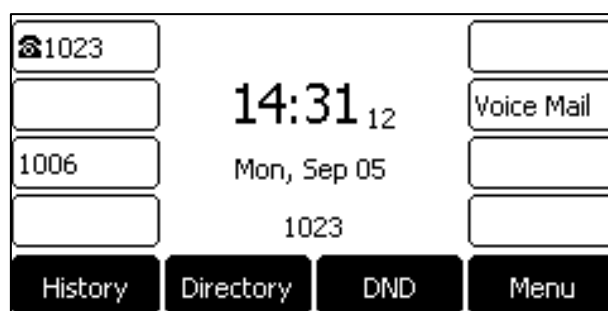 ☎1023
14:31 12
Voice Mail
1006
Mon, Sep 05
1023
History Directory DND Menu